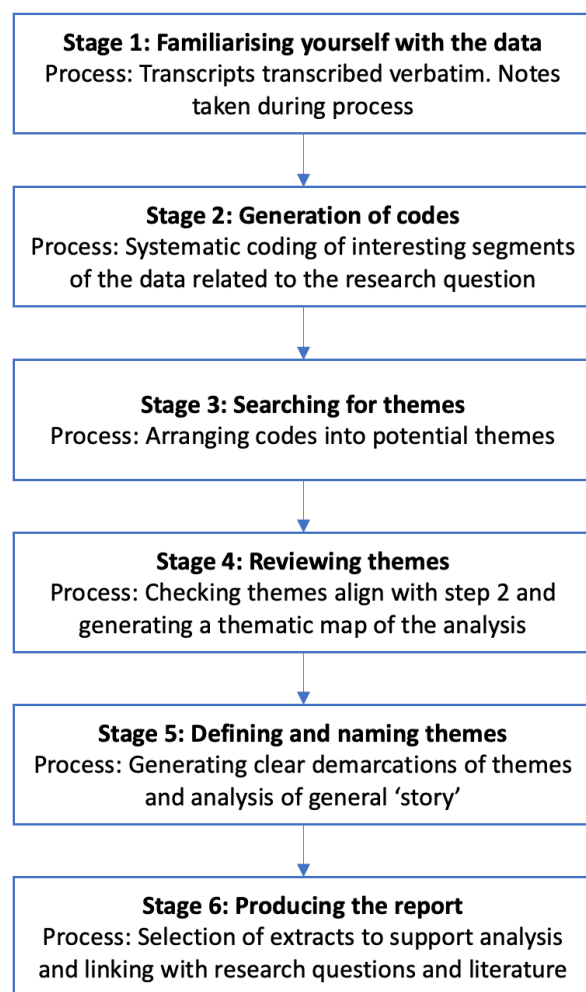 Stage 1: Familiarising yourself with the data
Process: Transcripts transcribed verbatim. Notes
taken during process
Stage 2: Generation of codes
Process: Systematic coding of interesting segments
of the data related to the research question
Stage 3: Searching for themes
Process: Arranging codes into potential themes
Stage 4: Reviewing themes
Process: Checking themes align with step 2 and
generating a thematic map of the analysis
Stage 5: Defining and naming themes
Process: Generating clear demarcations of themes
and analysis of general ‘story’
Stage 6: Producing the report
Process: Selection of extracts to support analysis
and linking with research questions and literature